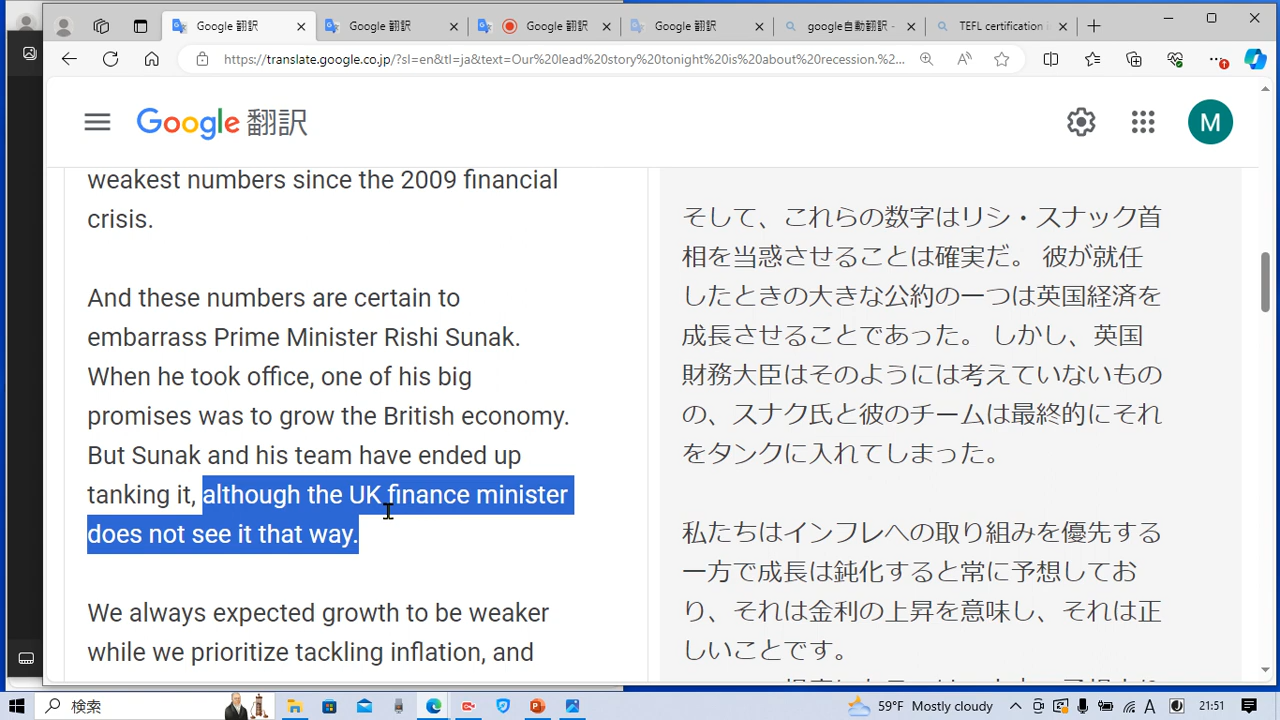 Google 翻訳
Google 翻訳
Google 翻訳
Google 翻訳
google自動翻訳 -
TEFL certification i
https://translate.google.co.jp/?sl=en&tl=ja&text=Our%20lead%20story%20tonight%20is%20about%20recession.%2...
Google 翻訳
M
weakest numbers since the 2009 financial
crisis.
And these numbers are certain to
embarrass Prime Minister Rishi Sunak.
When he took office, one of his big
promises was to grow the British economy.
But Sunak and his team have ended up
tanking it, although the UK finance minister
does not see it that way.
We always expected growth to be weaker
while we prioritize tackling inflation, and
そして、これらの数字はリシ・スナック首
相を当惑させることは確実だ。 彼が就任
したときの大きな公約の一つは英国経済を
成長させることであった。 しかし、英国
財務大臣はそのようには考えていないもの
の、スナク氏と彼のチームは最終的にそれ
をタンクに入れてしまった。
私たちはインフレへの取り組みを優先する
一方で成長は鈍化すると常に予想してお
り、それは金利の上昇を意味し、それは正
しいことです。
検索
59°F Mostly cloudy
A
21:51